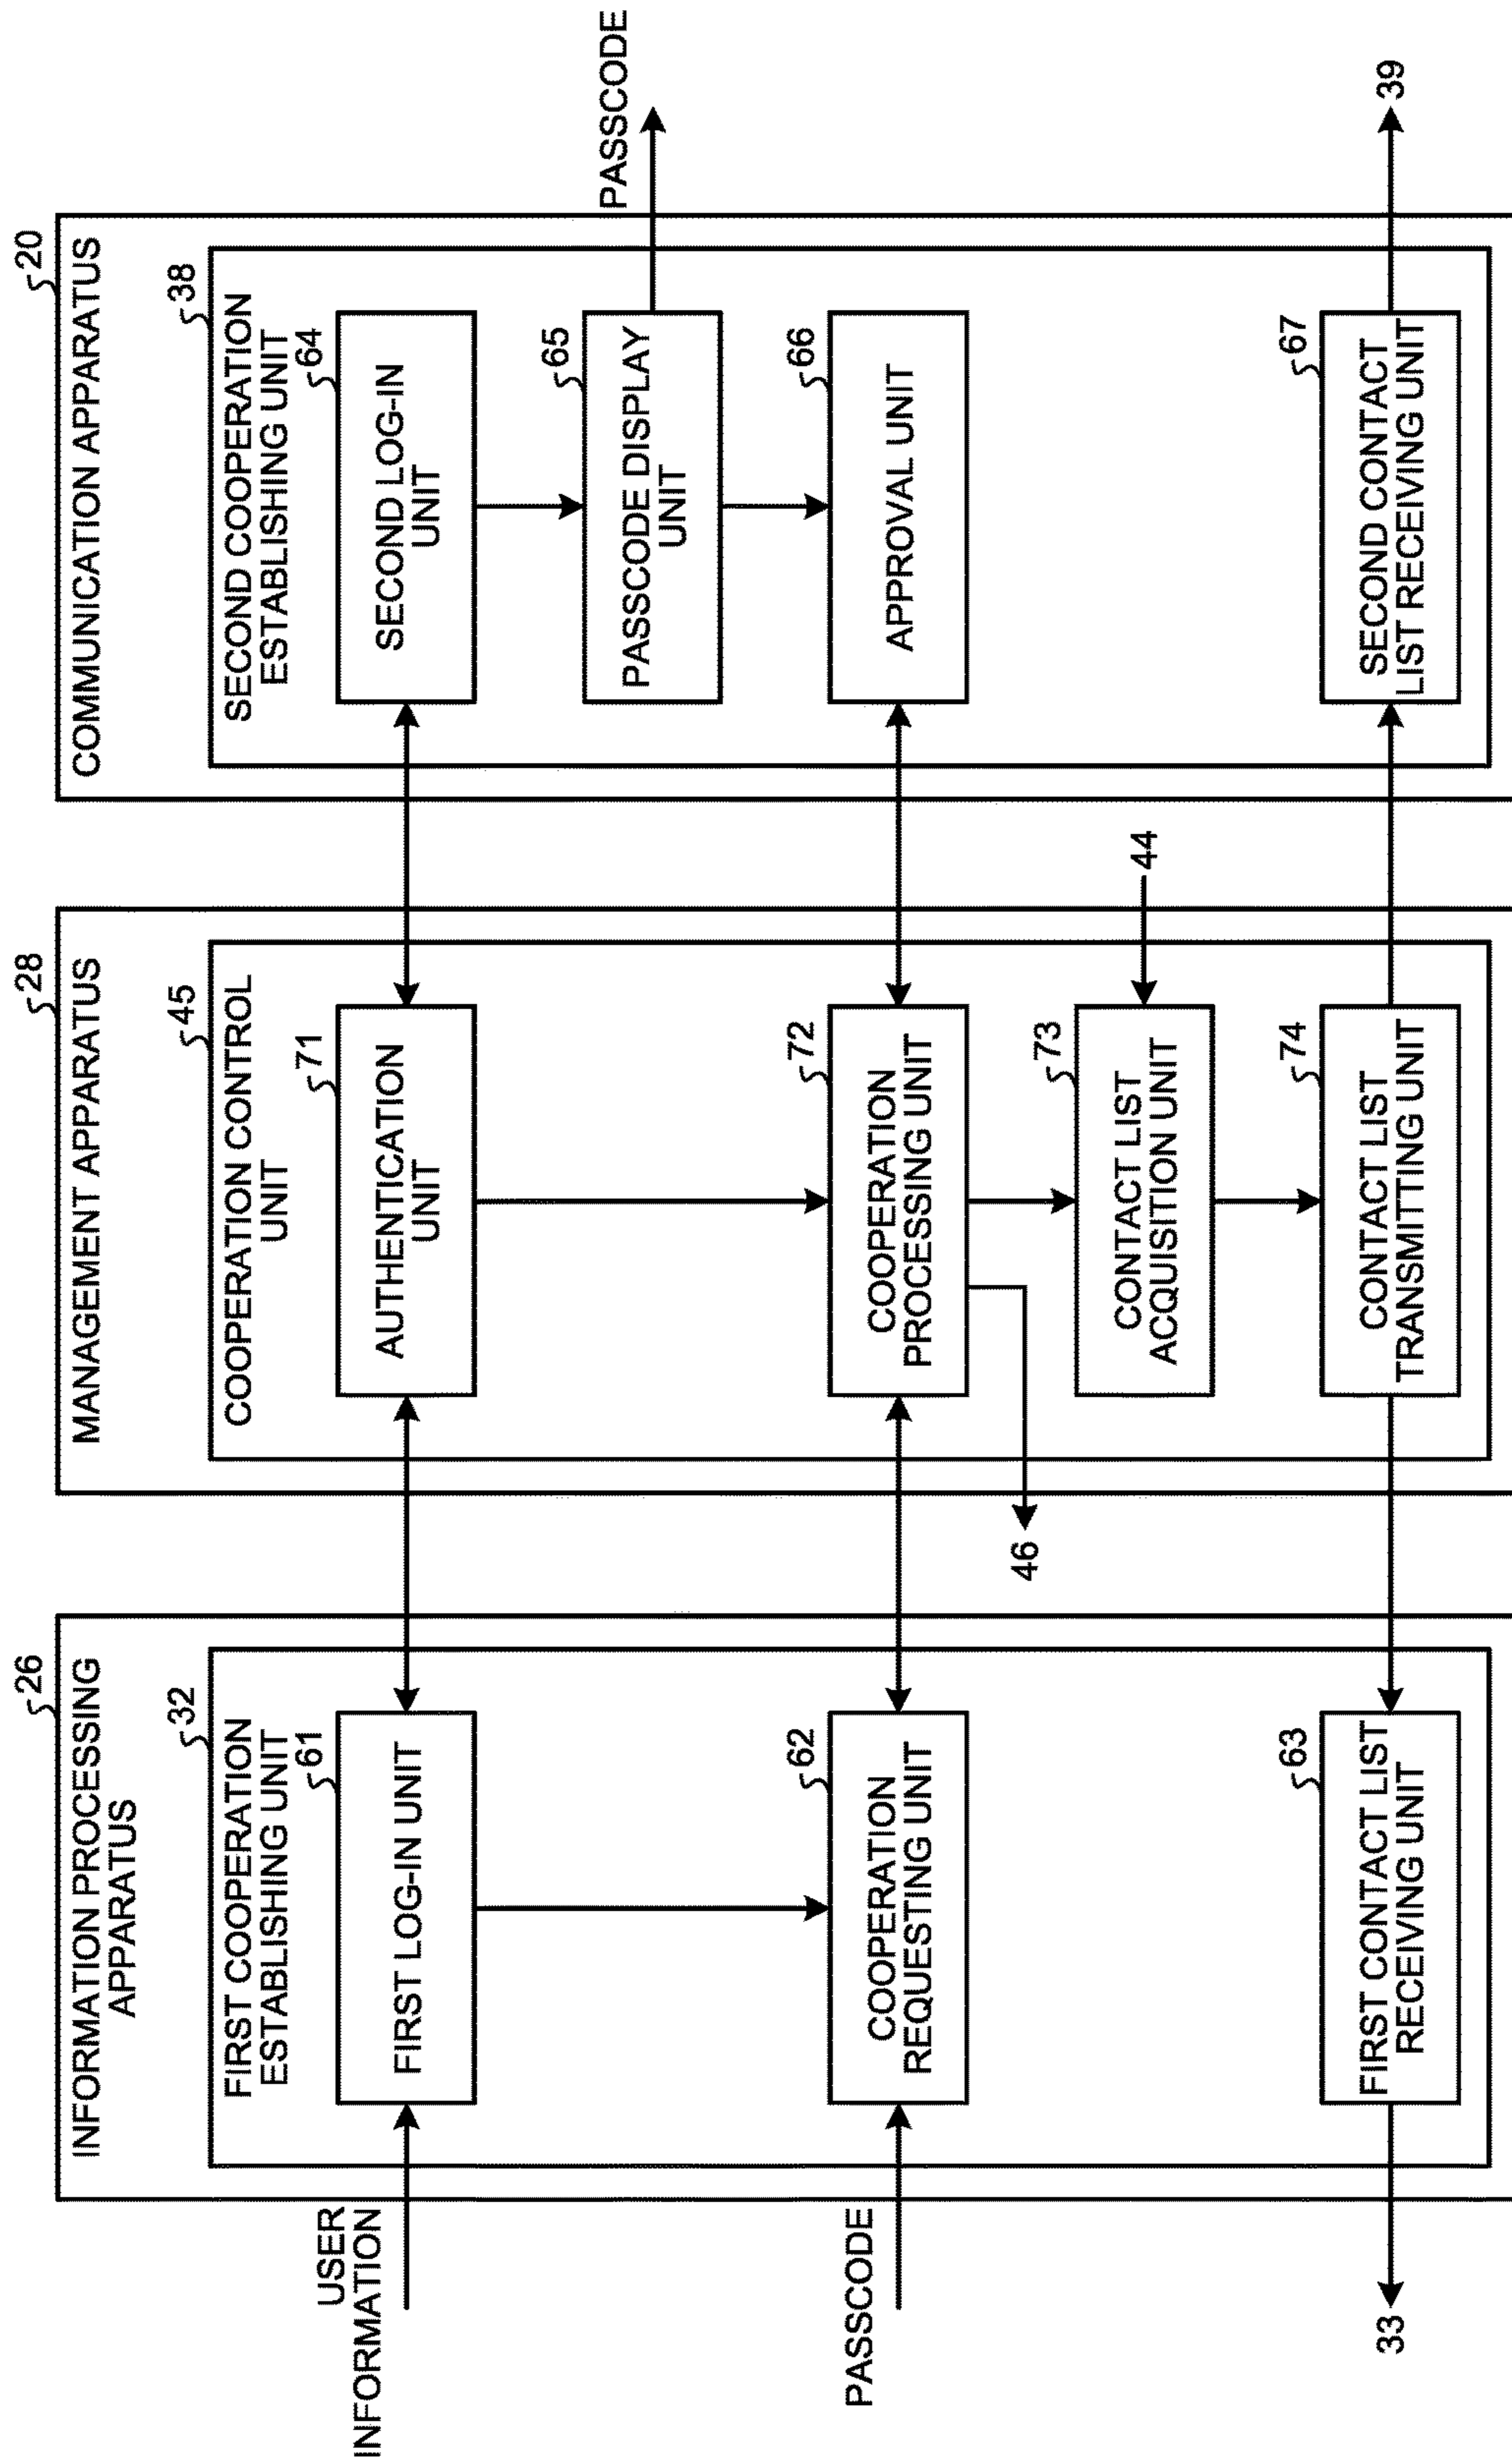 USER
INFORMATION
PASSCODE
33
26
INFORMATION PROCESSING
APPARATUS
32
FIRST COOPERATION
ESTABLISHING UNIT
61
FIRST LOG-IN UNIT
62
COOPERATION
REQUESTING UNIT
63
FIRST CONTACT LIST
RECEIVING UNIT
46
28
MANAGEMENT APPARATUS
45
COOPERATION CONTROL
UNIT
71
AUTHENTICATION
UNIT
72
COOPERATION
PROCESSING UNIT
73
CONTACT LIST
ACQUISITION UNIT
74
CONTACT LIST
TRANSMITTING UNIT
44
20
COMMUNICATION APPARATUS
38
SECOND COOPERATION
ESTABLISHING UNIT
64
SECOND LOG-IN
UNIT
65
PASSCODE DISPLAY
UNIT
66
APPROVAL UNIT
67
SECOND CONTACT
LIST RECEIVING UNIT
PASSCODE
39